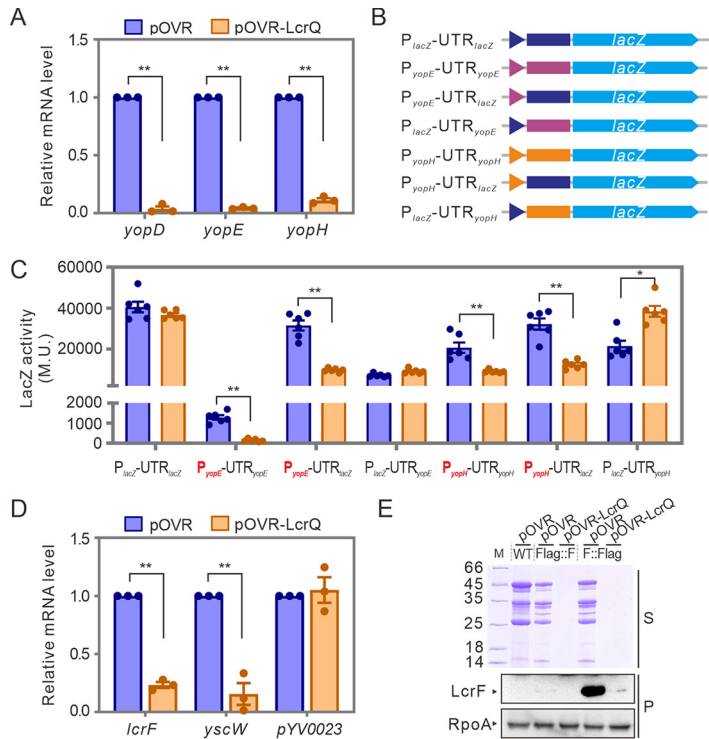 A
pOVR pOVR-LcrQ
Relative mRNA level
1.5
1.0
0.5
0.0
** ** **
yopD yopE yopH
B
PlacZ-UTRlacZ lacZ
PyopE-UTRyopE lacZ
PyopE-UTRlacZ lacZ
PlacZ-UTRyopE lacZ
PyopH-UTRyopH lacZ
PyopH-UTRlacZ lacZ
PlacZ-UTRyopH lacZ
C
LacZ activity
(M.U.)
60000
40000
20000
2000
1000
0
** ** ** ** *
PlacZ-UTRlacZ PyopE-UTRyopE PyopE-UTRlacZ PlacZ-UTRyopE PyopH-UTRyopH PyopH-UTRlacZ PlacZ-UTRyopH
D
pOVR pOVR-LcrQ
Relative mRNA level
1.5
1.0
0.5
0.0
** **
lcrF yscW pYV0023
E
pOVR pOVR pOVR-LcrQ pOVR pOVR-LcrQ
M WT Flag::F F::Flag
66
45
35
25
18
14
S
LcrF
P
RpoA